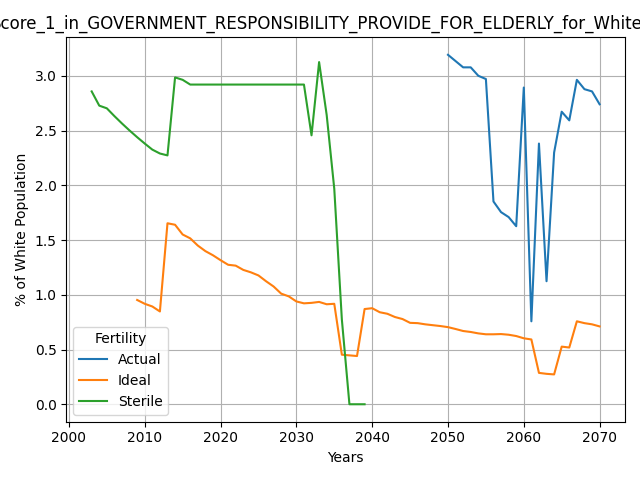 core_1_in_GOVERNMENT_RESPONSIBILITY_PROVIDE_FOR_ELDERLY_for_White
3.0
2.5
2.0
1.5
1.0
0.5
0.0
% of White Population
Fertility
Actual
Ideal
Sterile
2000 2010 2020 2030 2040 2050 2060 2070
Years